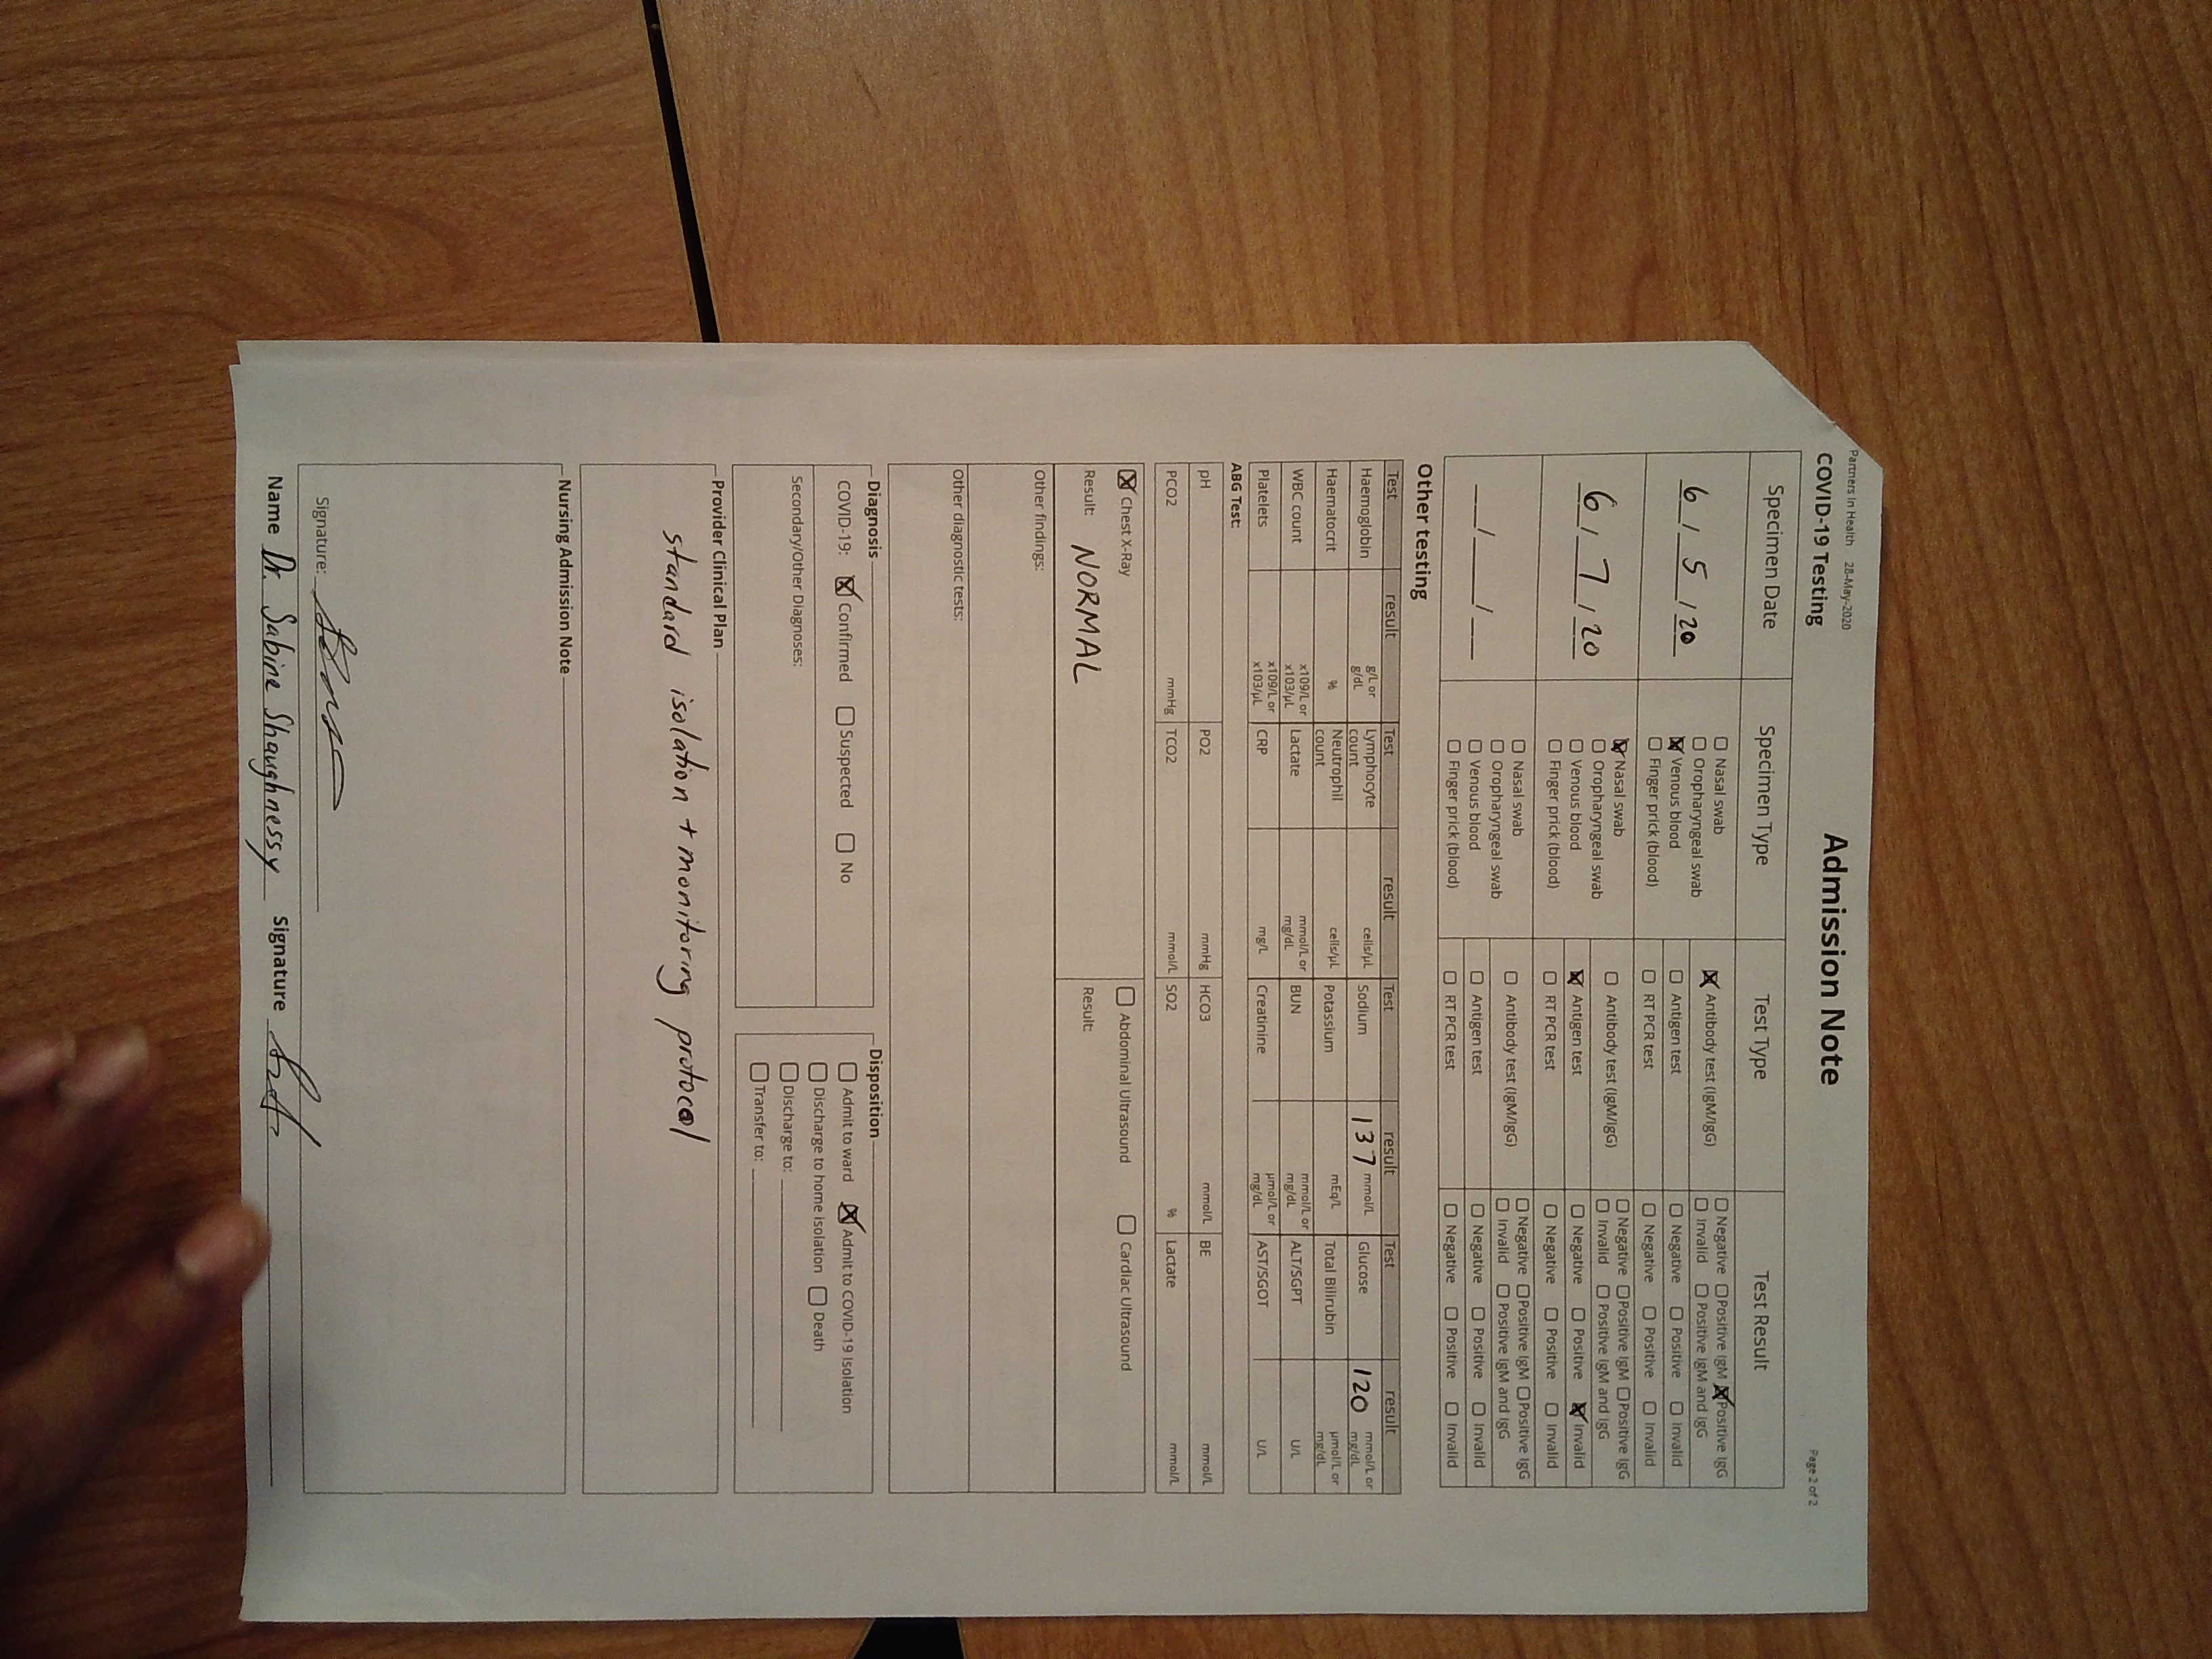 Partners In Health 28-May-2020
Admission Note
Page 2 of 2
COVID-19 Testing
Specimen Date Specimen Type Test Type Test Result
6 / 5 / 20
☐ Nasal swab
☐ Oropharyngeal swab
☒ Venous blood
☐ Finger prick (blood)
☒ Antibody test (IgM/IgG)
☐ Negative ☐ Positive IgM ☒ Positive IgG
☐ Invalid ☐ Positive IgM and IgG
☐ Antigen test
☐ Negative ☐ Positive ☐ Invalid
☐ RT PCR test
☐ Negative ☐ Positive ☐ Invalid
6 / 7 / 20
☒ Nasal swab
☐ Oropharyngeal swab
☐ Venous blood
☐ Finger prick (blood)
☐ Antibody test (IgM/IgG)
☐ Negative ☐ Positive IgM ☐ Positive IgG
☐ Invalid ☐ Positive IgM and IgG
☒ Antigen test
☐ Negative ☐ Positive ☒ Invalid
☐ RT PCR test
☐ Negative ☐ Positive ☐ Invalid
__/__/__
☐ Nasal swab
☐ Oropharyngeal swab
☐ Venous blood
☐ Finger prick (blood)
☐ Antibody test (IgM/IgG)
☐ Negative ☐ Positive IgM ☐ Positive IgG
☐ Invalid ☐ Positive IgM and IgG
☐ Antigen test
☐ Negative ☐ Positive ☐ Invalid
☐ RT PCR test
☐ Negative ☐ Positive ☐ Invalid
Other testing
Test result Test result Test result Test result
Haemoglobin g/L or g/dL Lymphocyte count cells/µL Sodium 137 mmol/L Glucose 120 mmol/L or mg/dL
Haematocrit % Neutrophil count cells/µL Potassium mEq/L Total Bilirubin µmol/L or mg/dL
WBC count x109/L or x103/µL Lactate mmol/L or mg/dL BUN mmol/L or mg/dL ALT/SGPT U/L
Platelets x109/L or x103/µL CRP mg/L Creatinine µmol/L or mg/dL AST/SGOT U/L
ABG Test:
pH PO2 mmHg HCO3 mmol/L BE mmol/L
PCO2 mmHg TCO2 mmol/L SO2 % Lactate mmol/L
☒ Chest X-Ray ☐ Abdominal Ultrasound ☐ Cardiac Ultrasound
Result: NORMAL Result:
Other findings:
Other diagnostic tests:
Diagnosis
COVID-19: ☒ Confirmed ☐ Suspected ☐ No
Secondary/Other Diagnoses:
Disposition
☐ Admit to ward ☒ Admit to COVID-19 Isolation
☐ Discharge to home isolation ☐ Death
☐ Discharge to:
☐ Transfer to:
Provider Clinical Plan
standard isolation + monitoring protocol
Nursing Admission Note
Signature:
Name Dr. Sabine Shaughnessy Signature